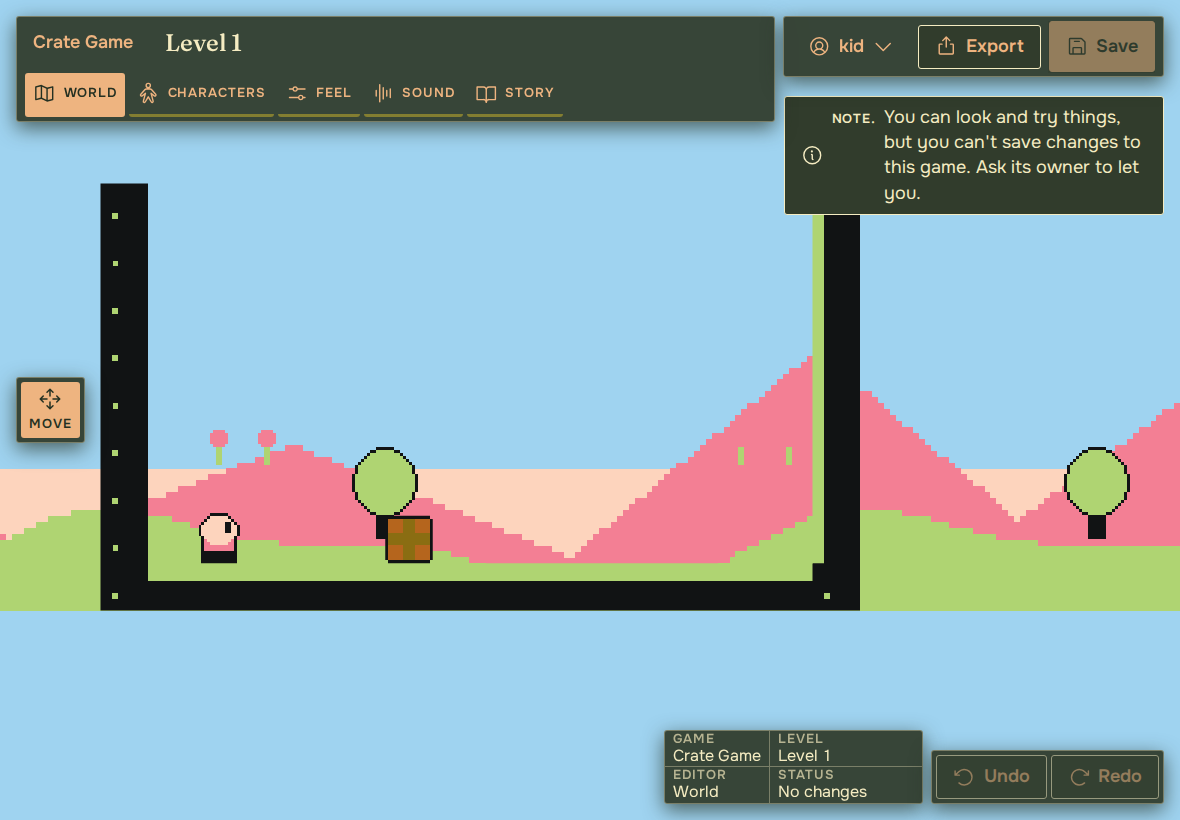 Crate Game
Level 1
WORLD
CHARACTERS
FEEL
SOUND
STORY
kid
Export
Save
NOTE. You can look and try things,
but you can't save changes to
this game. Ask its owner to let
you.
MOVE
GAME
Crate Game
LEVEL
Level 1
EDITOR
World
STATUS
No changes
Undo
Redo